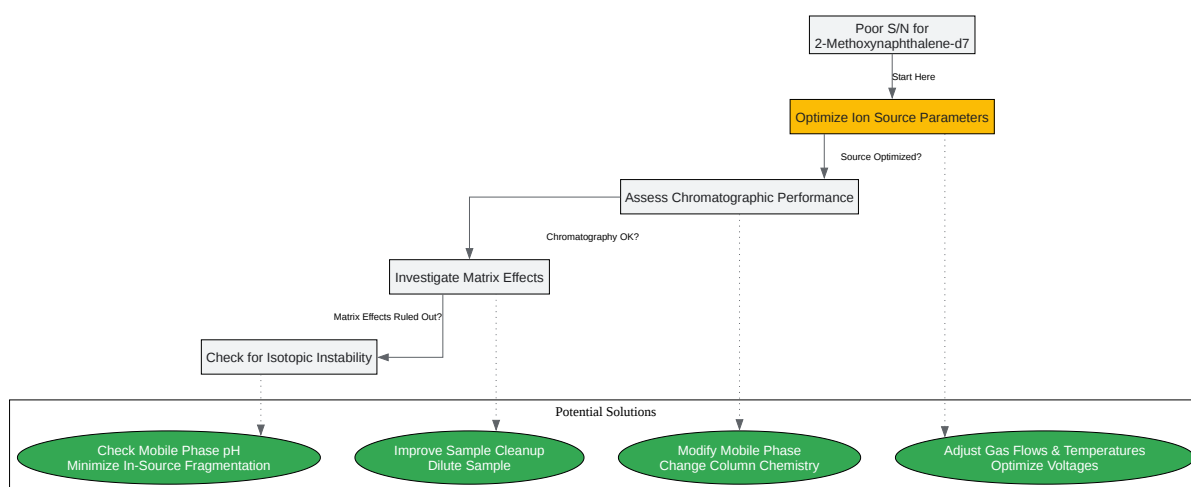 Poor S/N for
2-Methoxynaphthalene-d7
Start Here
Optimize Ion Source Parameters
Source Optimized?
Assess Chromatographic Performance
Chromatography OK?
Investigate Matrix Effects
Matrix Effects Ruled Out?
Check for Isotopic Instability
Potential Solutions
Check Mobile Phase pH
Minimize In-Source Fragmentation
Improve Sample Cleanup
Dilute Sample
Modify Mobile Phase
Change Column Chemistry
Adjust Gas Flows & Temperatures
Optimize Voltages